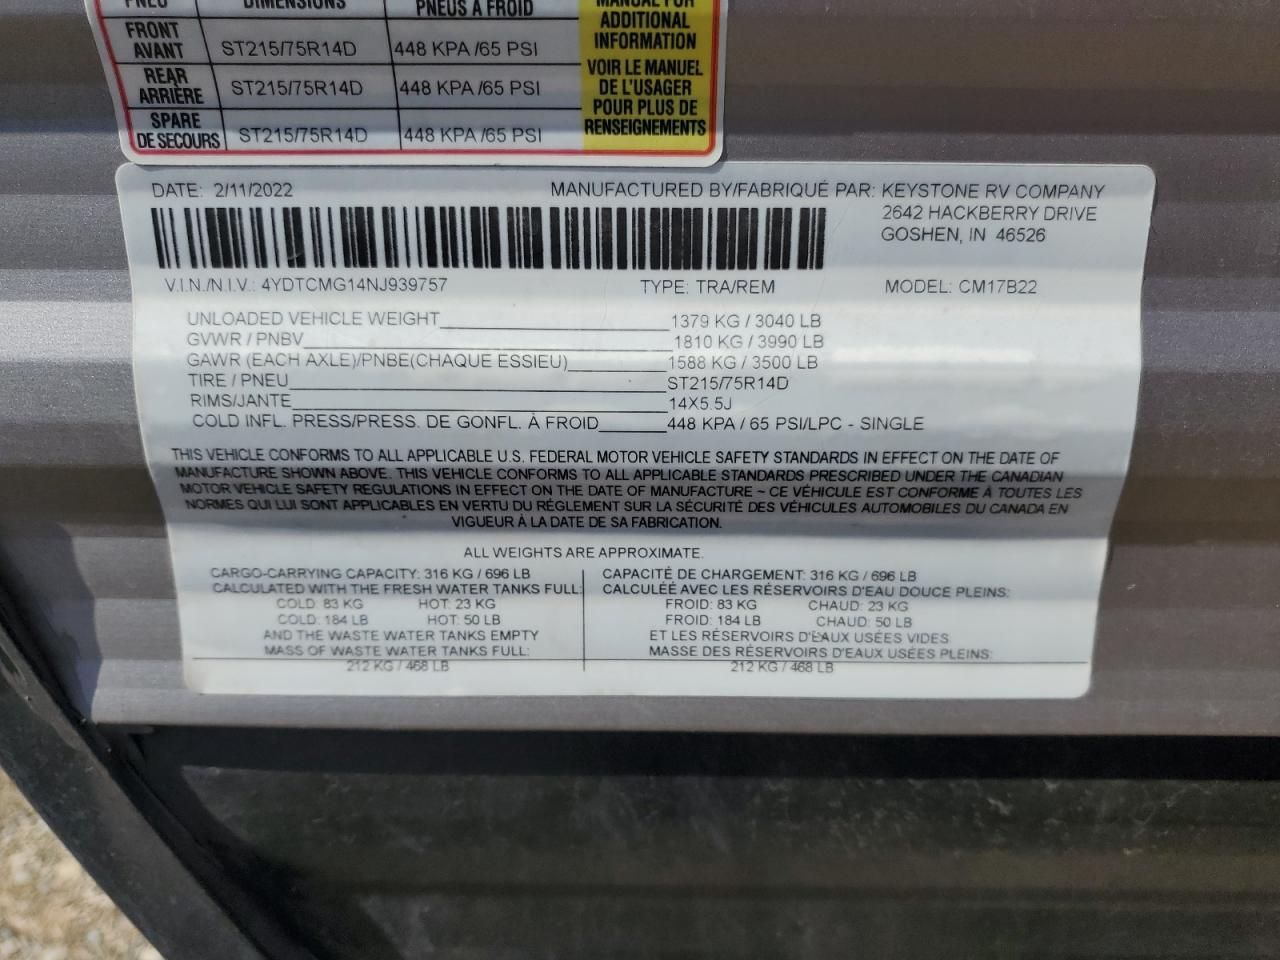 PNEU DIMENSIONS PNEUS À FROID
FRONT
AVANT ST215/75R14D 448 KPA /65 PSI
REAR
ARRIÈRE ST215/75R14D 448 KPA /65 PSI
SPARE
DE SECOURS ST215/75R14D 448 KPA /65 PSI
MANUAL FOR
ADDITIONAL
INFORMATION
VOIR LE MANUEL
DE L'USAGER
POUR PLUS DE
RENSEIGNEMENTS
DATE: 2/11/2022 MANUFACTURED BY/FABRIQUÉ PAR: KEYSTONE RV COMPANY
2642 HACKBERRY DRIVE
GOSHEN, IN 46526
V.I.N./N.I.V.: 4YDTCMG14NJ939757 TYPE: TRA/REM MODEL: CM17B22
UNLOADED VEHICLE WEIGHT 1379 KG / 3040 LB
GVWR / PNBV 1810 KG / 3990 LB
GAWR (EACH AXLE)/PNBE(CHAQUE ESSIEU) 1588 KG / 3500 LB
TIRE / PNEU ST215/75R14D
RIMS/JANTE 14X5.5J
COLD INFL. PRESS/PRESS. DE GONFL. À FROID 448 KPA / 65 PSI/LPC - SINGLE
THIS VEHICLE CONFORMS TO ALL APPLICABLE U.S. FEDERAL MOTOR VEHICLE SAFETY STANDARDS IN EFFECT ON THE DATE OF
MANUFACTURE SHOWN ABOVE. THIS VEHICLE CONFORMS TO ALL APPLICABLE STANDARDS PRESCRIBED UNDER THE CANADIAN
MOTOR VEHICLE SAFETY REGULATIONS IN EFFECT ON THE DATE OF MANUFACTURE ~ CE VÉHICULE EST CONFORME À TOUTES LES
NORMES QUI LUI SONT APPLICABLES EN VERTU DU RÉGLEMENT SUR LA SÉCURITÉ DES VÉHICULES AUTOMOBILES DU CANADA EN
VIGUEUR À LA DATE DE SA FABRICATION.
ALL WEIGHTS ARE APPROXIMATE.
CARGO-CARRYING CAPACITY: 316 KG / 696 LB
CALCULATED WITH THE FRESH WATER TANKS FULL:
COLD: 83 KG HOT: 23 KG
COLD: 184 LB HOT: 50 LB
AND THE WASTE WATER TANKS EMPTY
MASS OF WASTE WATER TANKS FULL:
212 KG / 468 LB
CAPACITÉ DE CHARGEMENT: 316 KG / 696 LB
CALCULÉE AVEC LES RÉSERVOIRS D'EAU DOUCE PLEINS:
FROID: 83 KG CHAUD: 23 KG
FROID: 184 LB CHAUD: 50 LB
ET LES RÉSERVOIRS D'EAUX USÉES VIDES
MASSE DES RÉSERVOIRS D'EAUX USÉES PLEINS:
212 KG / 468 LB